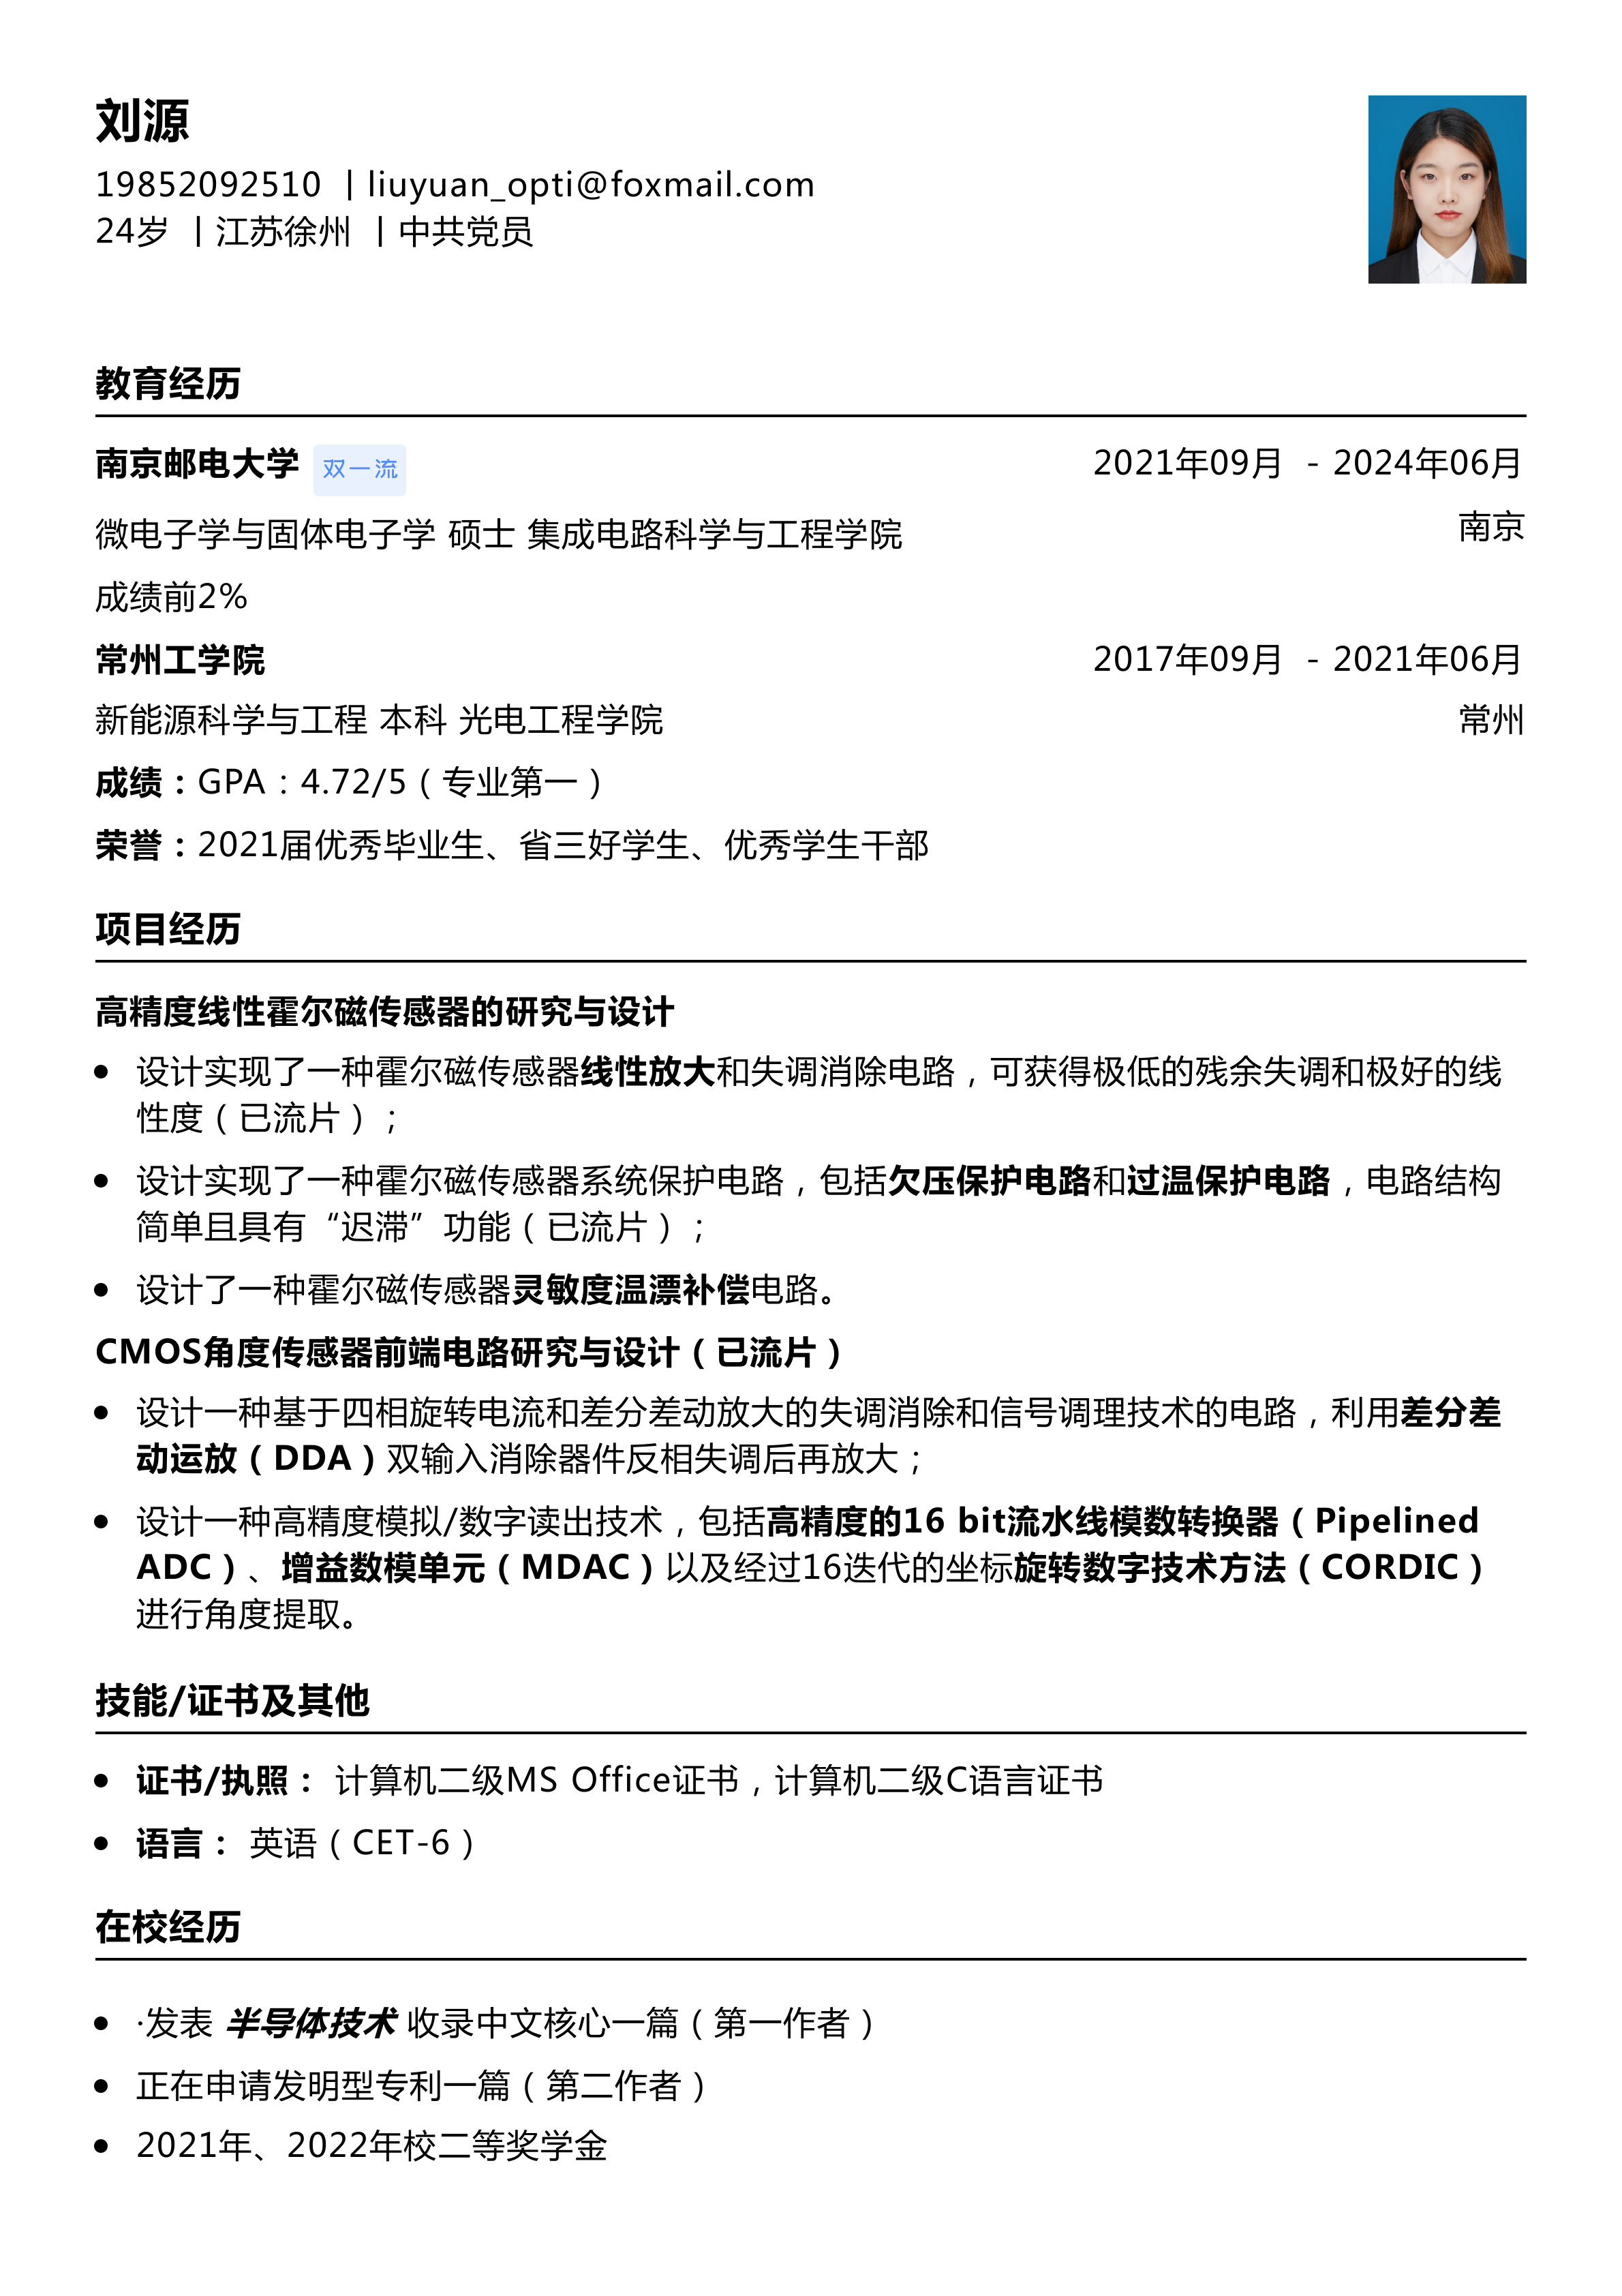 刘源
19852092510 | liuyuan_opti@foxmail.com
24岁 | 江苏徐州 | 中共党员
教育经历
南京邮电大学 双一流 2021年09月 - 2024年06月
微电子学与固体电子学 硕士 集成电路科学与工程学院 南京
成绩前2%
常州工学院 2017年09月 - 2021年06月
新能源科学与工程 本科 光电工程学院 常州
成绩：GPA：4.72/5（专业第一）
荣誉：2021届优秀毕业生、省三好学生、优秀学生干部
项目经历
高精度线性霍尔磁传感器的研究与设计
• 设计实现了一种霍尔磁传感器线性放大和失调消除电路，可获得极低的残余失调和极好的线
性度（已流片）；
• 设计实现了一种霍尔磁传感器系统保护电路，包括欠压保护电路和过温保护电路，电路结构
简单且具有“迟滞”功能（已流片）；
• 设计了一种霍尔磁传感器灵敏度温漂补偿电路。
CMOS角度传感器前端电路研究与设计（已流片）
• 设计一种基于四相旋转电流和差分差动放大的失调消除和信号调理技术的电路，利用差分差
动运放（DDA）双输入消除器件反相失调后再放大；
• 设计一种高精度模拟/数字读出技术，包括高精度的16 bit流水线模数转换器（Pipelined
ADC）、增益数模单元（MDAC）以及经过16迭代的坐标旋转数字技术方法（CORDIC）
进行角度提取。
技能/证书及其他
• 证书/执照： 计算机二级MS Office证书，计算机二级C语言证书
• 语言： 英语（CET-6）
在校经历
• ·发表 半导体技术 收录中文核心一篇（第一作者）
• 正在申请发明型专利一篇（第二作者）
• 2021年、2022年校二等奖学金